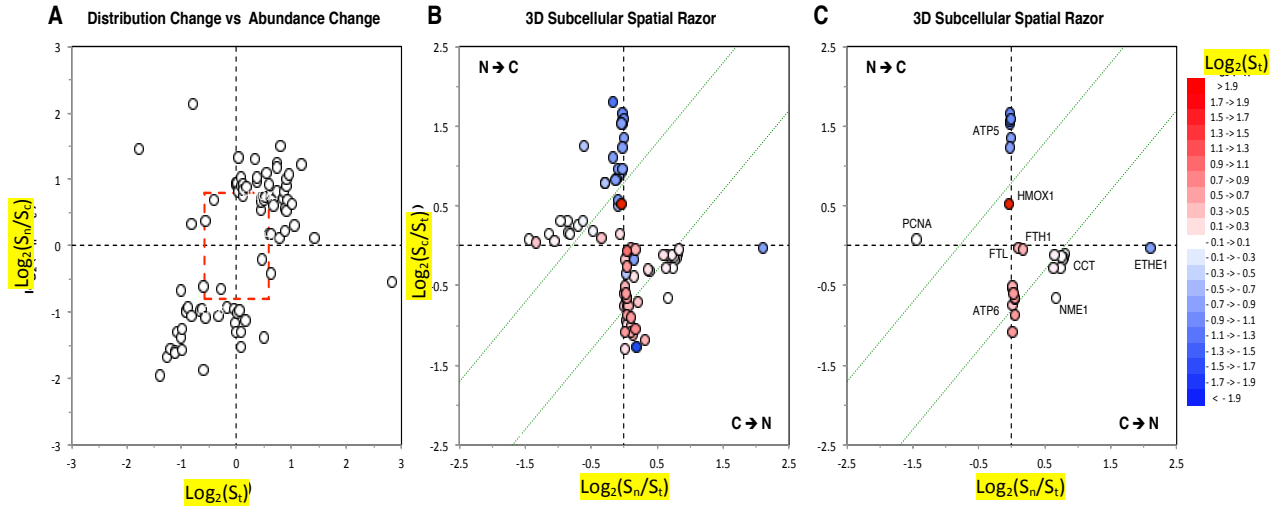 A
Distribution Change vs Abundance Change
3
2
1
0
-1
-2
-3
-3
-2
-1
0
1
2
3
Log₂(Sₙ/S꜀)
Log₂(Sₜ)
B
3D Subcellular Spatial Razor
N → C
C → N
2.5
1.5
0.5
-0.5
-1.5
-2.5
-2.5
-1.5
-0.5
0.5
1.5
2.5
Log₂(S꜀/Sₜ)
Log₂(Sₙ/Sₜ)
C
3D Subcellular Spatial Razor
N → C
ATP5
HMOX1
PCNA
FTH1
FTL
CCT
ETHE1
ATP6
NME1
C → N
2.5
1.5
0.5
-0.5
-1.5
-2.5
-2.5
-1.5
-0.5
0.5
1.5
2.5
Log₂(Sₙ/Sₜ)
Log₂(Sₜ)
> 1.9
1.7 -> 1.9
1.5 -> 1.7
1.3 -> 1.5
1.1 -> 1.3
0.9 -> 1.1
0.7 -> 0.9
0.5 -> 0.7
0.3 -> 0.5
0.1 -> 0.3
- 0.1 -> 0.1
- 0.1 -> - 0.3
- 0.3 -> - 0.5
- 0.5 -> - 0.7
- 0.7 -> - 0.9
- 0.9 -> - 1.1
- 1.1 -> - 1.3
- 1.3 -> - 1.5
- 1.5 -> - 1.7
- 1.7 -> - 1.9
< - 1.9